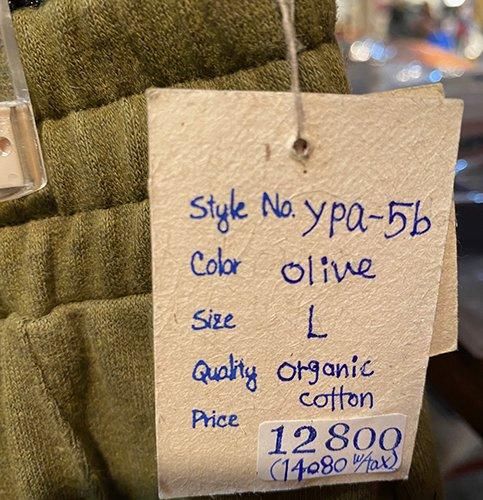 Style No. ypa-5b
Color olive
Size L
Quality organic
cotton
Price
12800
(14080 w/tax)